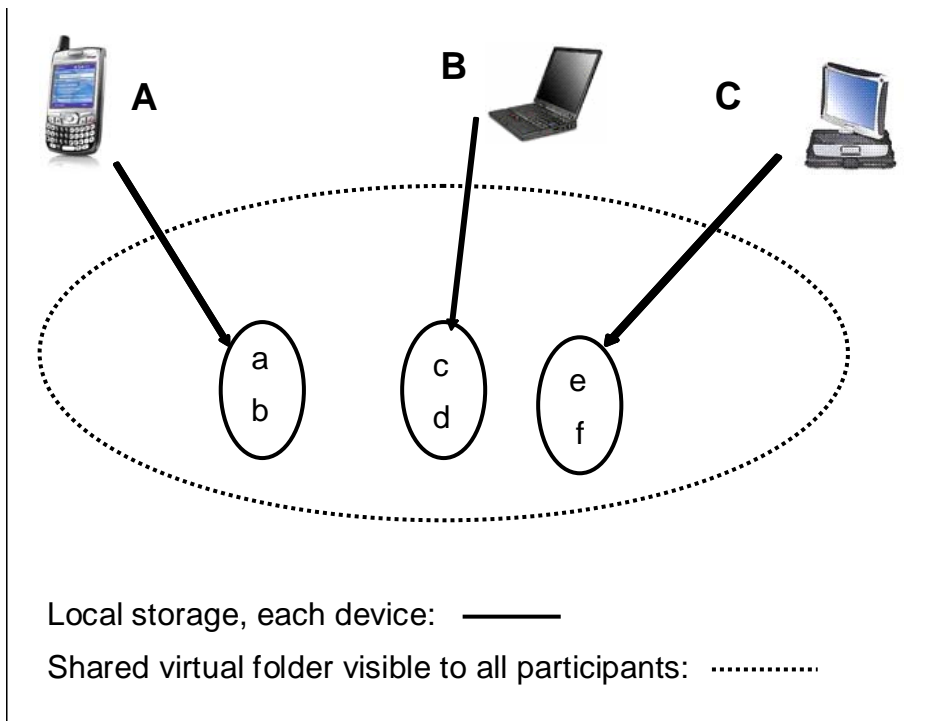 A
B
C
a
b
c
d
e
f
Local storage, each device:
Shared virtual folder visible to all participants: